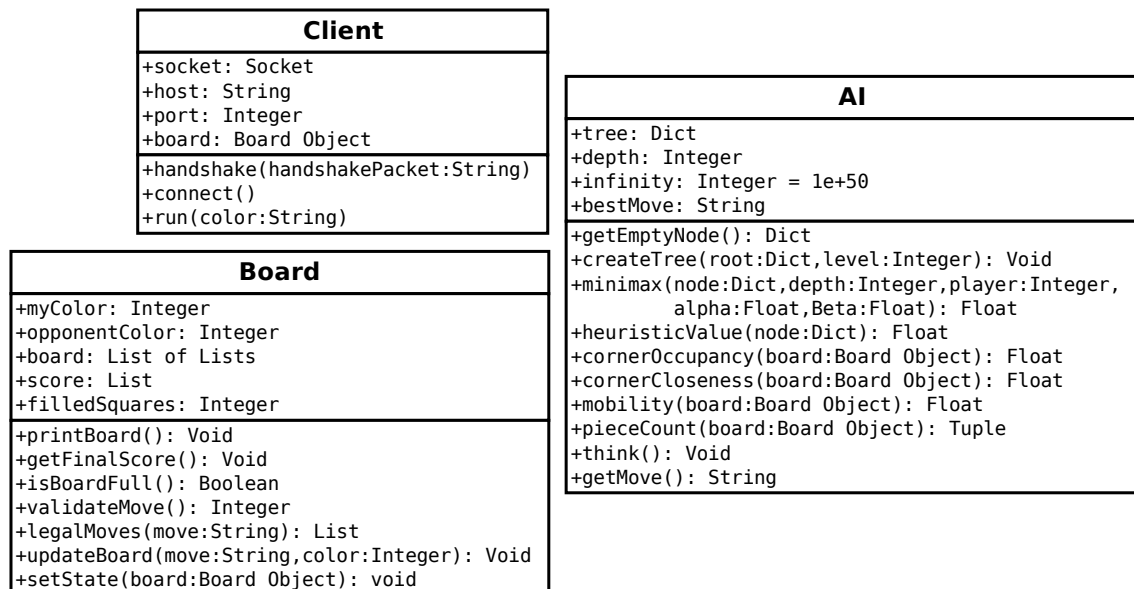 Client
+socket: Socket
+host: String
+port: Integer
+board: Board Object
+handshake(handshakePacket:String)
+connect()
+run(color:String)
Board
+myColor: Integer
+opponentColor: Integer
+board: List of Lists
+score: List
+filledSquares: Integer
+printBoard(): Void
+getFinalScore(): Void
+isBoardFull(): Boolean
+validateMove(): Integer
+legalMoves(move:String): List
+updateBoard(move:String,color:Integer): Void
+setState(board:Board Object): void
AI
+tree: Dict
+depth: Integer
+infinity: Integer = 1e+50
+bestMove: String
+getEmptyNode(): Dict
+createTree(root:Dict,level:Integer): Void
+minimax(node:Dict,depth:Integer,player:Integer,
alpha:Float,Beta:Float): Float
+heuristicValue(node:Dict): Float
+cornerOccupancy(board:Board Object): Float
+cornerCloseness(board:Board Object): Float
+mobility(board:Board Object): Float
+pieceCount(board:Board Object): Tuple
+think(): Void
+getMove(): String